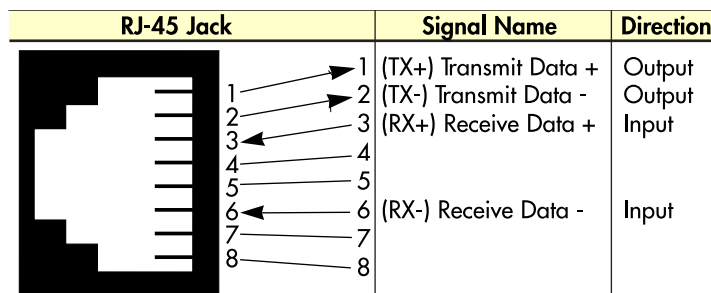 RJ-45 Jack Signal Name Direction
1 1 (TX+) Transmit Data + Output
2 2 (TX-) Transmit Data - Output
3 3 (RX+) Receive Data + Input
4 4
5 5
6 6 (RX-) Receive Data - Input
7 7
8 8